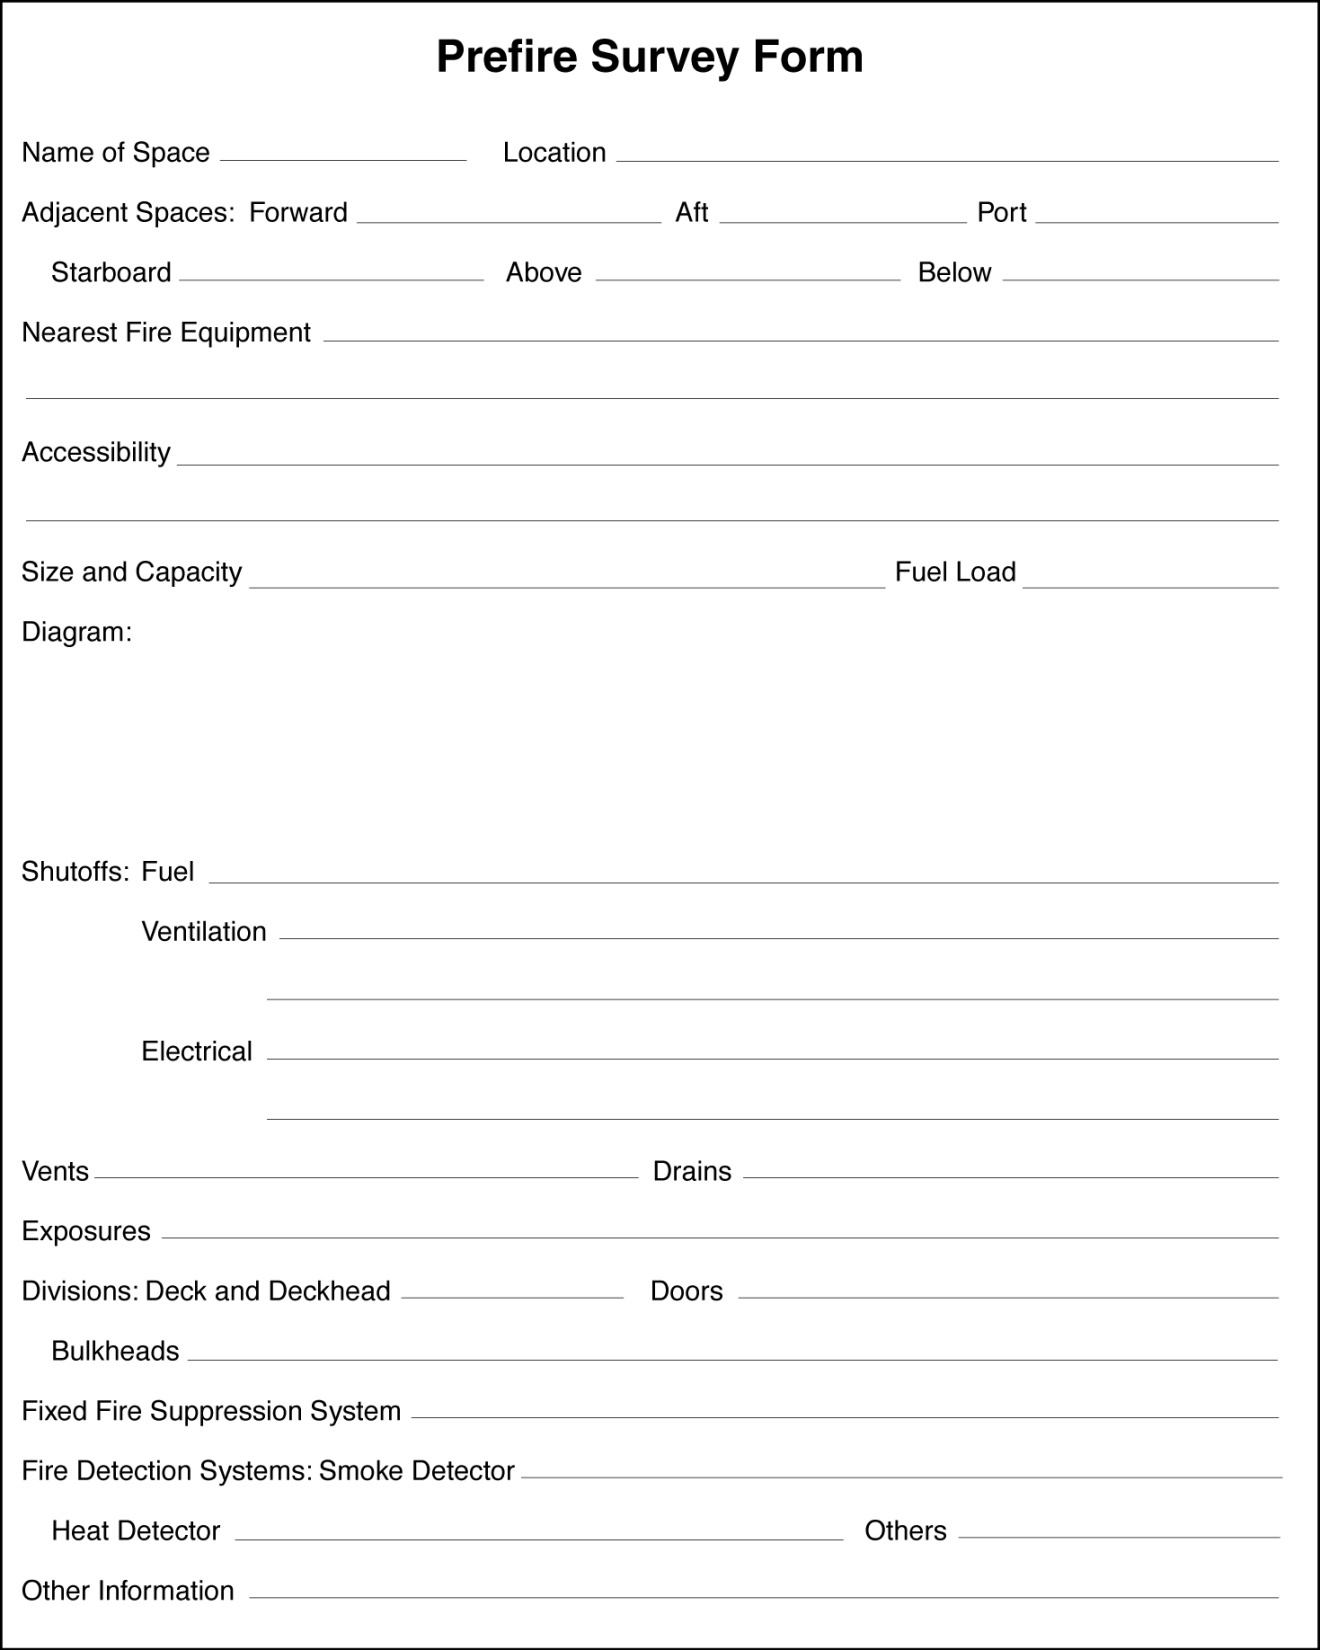 Prefire Survey Form
Name of Space Location
Adjacent Spaces: Forward Aft Port
Starboard Above Below
Nearest Fire Equipment
Accessibility
Size and Capacity Fuel Load
Diagram:
Shutoffs: Fuel
Ventilation
Electrical
Vents Drains
Exposures
Divisions: Deck and Deckhead Doors
Bulkheads
Fixed Fire Suppression System
Fire Detection Systems: Smoke Detector
Heat Detector Others
Other Information